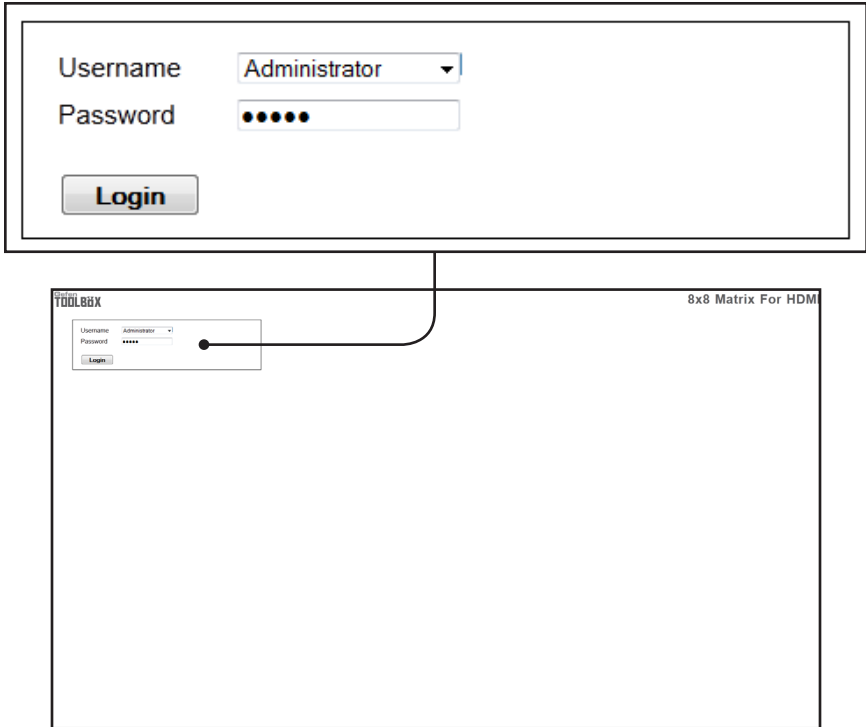 Username Administrator
Password •••••
Login
Gefen
TOOLBOX
8x8 Matrix For HDMI
Username Administrator
Password •••••
Login